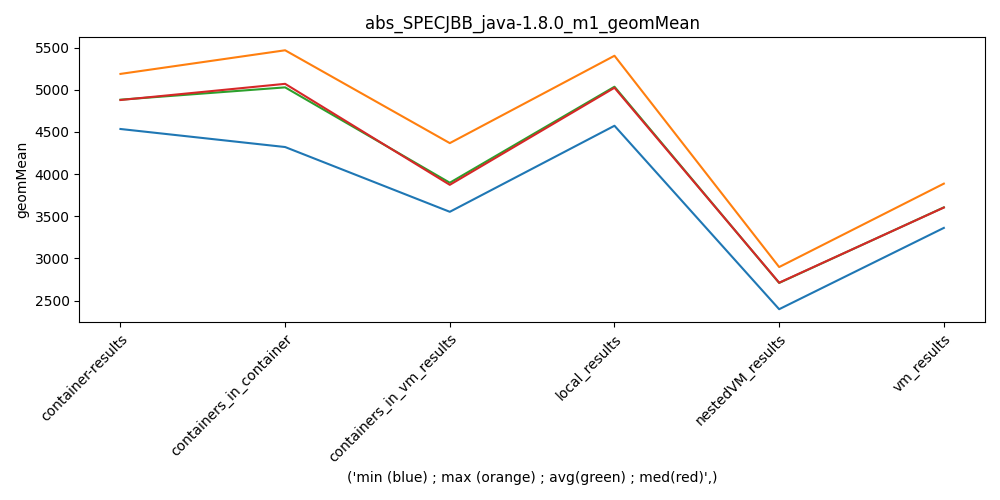 abs_SPECJBB_java-1.8.0_m1_geomMean
5500
5000
4500
4000
3500
3000
2500
geomMean
container-results
containers_in_container
containers_in_vm_results
local_results
nestedVM_results
vm_results
('min (blue) ; max (orange) ; avg(green) ; med(red)',)